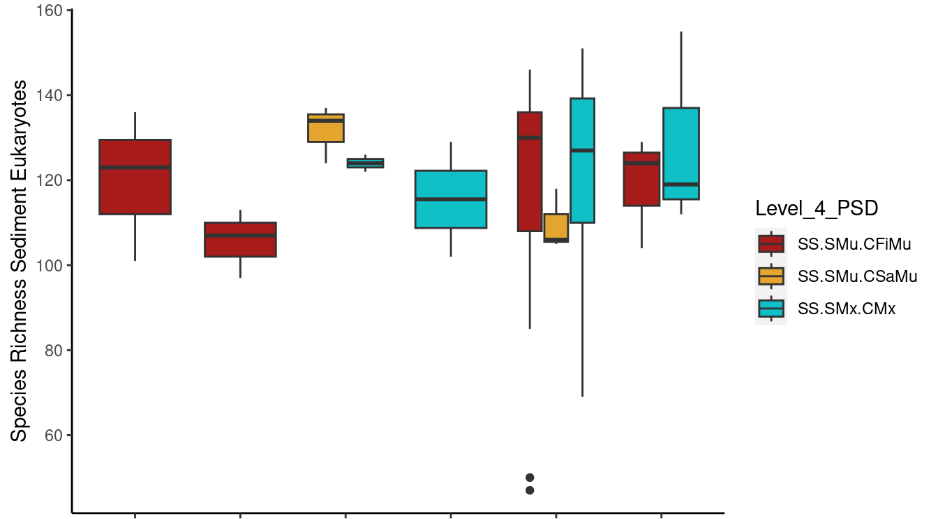 Species Richness Sediment Eukaryotes
160
140
120
100
80
60
Level_4_PSD
SS.SMu.CFiMu
SS.SMu.CSaMu
SS.SMx.CMx